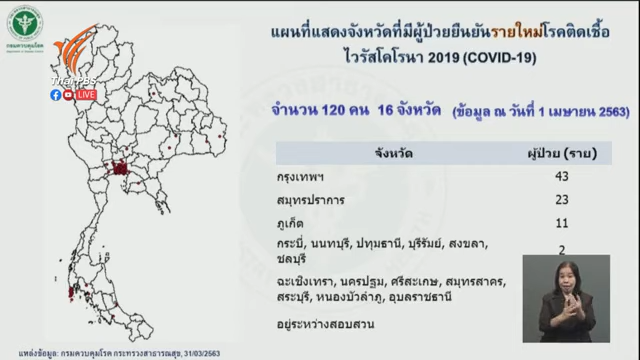 กรมควบคุมโรค
Thai PBS
LIVE
แผนที่แสดงจังหวัดที่มีผู้ป่วยยืนยันรายใหม่โรคติดเชื้อ
ไวรัสโคโรนา 2019 (COVID-19)
จำนวน 120 คน 16 จังหวัด (ข้อมูล ณ วันที่ 1 เมษายน 2563)
จังหวัด ผู้ป่วย (ราย)
กรุงเทพฯ 43
สมุทรปราการ 23
ภูเก็ต 11
กระบี่, นนทบุรี, ปทุมธานี, บุรีรัมย์, สงขลา, 2
ชลบุรี
ฉะเชิงเทรา, นครปฐม, ศรีสะเกษ, สมุทรสาคร,
สระบุรี, หนองบัวลำภู, อุบลราชธานี
อยู่ระหว่างสอบสวน
แหล่งข้อมูล: กรมควบคุมโรค กระทรวงสาธารณสุข, 31/03/2563